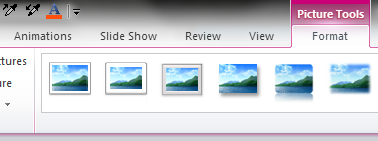 A
Picture Tools
Animations Slide Show Review View Format
ctures
ure